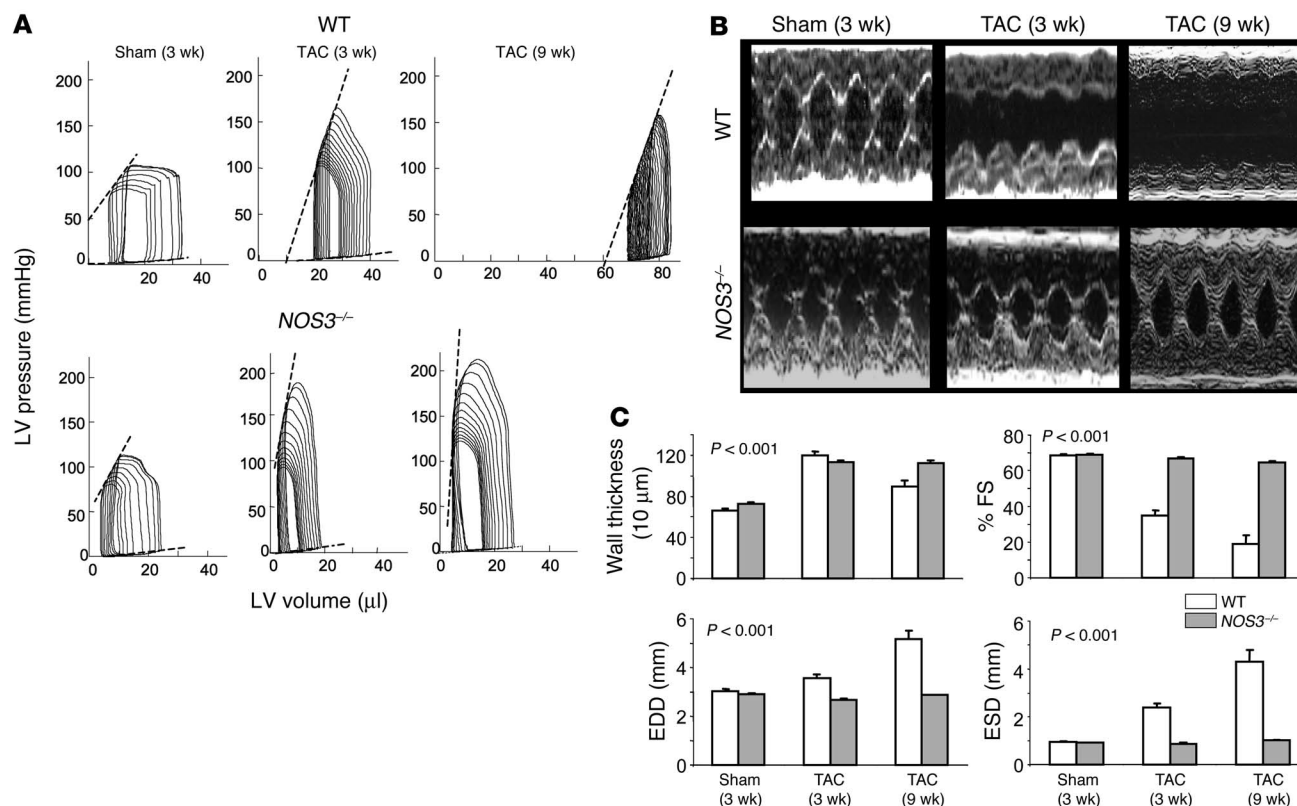 A
WT
Sham (3 wk)
TAC (3 wk)
TAC (9 wk)
200
150
100
50
0
0
20
40
200
150
100
50
0
0
20
40
200
150
100
50
0
0
20
40
60
80
NOS3–/–
200
150
100
50
0
0
20
40
200
150
100
50
0
0
20
40
200
150
100
50
0
0
20
40
LV pressure (mmHg)
LV volume (µl)
B
Sham (3 wk)
TAC (3 wk)
TAC (9 wk)
WT
NOS3–/–
C
Wall thickness
(10 µm)
120
80
40
0
P < 0.001
% FS
80
60
40
20
0
P < 0.001
WT
NOS3–/–
EDD (mm)
6
4
2
0
P < 0.001
Sham
(3 wk)
TAC
(3 wk)
TAC
(9 wk)
ESD (mm)
6
4
2
0
P < 0.001
Sham
(3 wk)
TAC
(3 wk)
TAC
(9 wk)